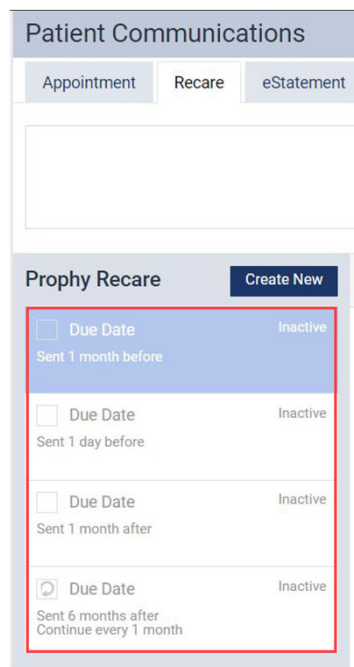 Patient Communications
Appointment Recare eStatement
Prophy Recare Create New
Due Date Inactive
Sent 1 month before
Due Date Inactive
Sent 1 day before
Due Date Inactive
Sent 1 month after
Due Date Inactive
Sent 6 months after
Continue every 1 month